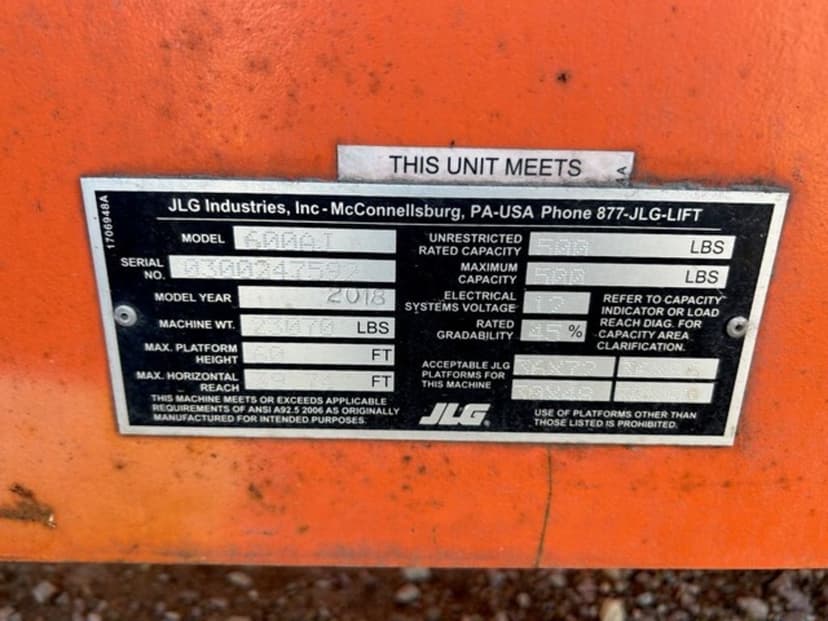 THIS UNIT MEETS
JLG Industries, Inc - McConnellsburg, PA-USA Phone 877-JLG-LIFT
1706948A
MODEL 600AJ
SERIAL NO.
MODEL YEAR 2018
MACHINE WT. 23070 LBS
MAX. PLATFORM
HEIGHT 60 FT
MAX. HORIZONTAL
REACH FT
THIS MACHINE MEETS OR EXCEEDS APPLICABLE
REQUIREMENTS OF ANSI A92.5 2006 AS ORIGINALLY
MANUFACTURED FOR INTENDED PURPOSES.
UNRESTRICTED
RATED CAPACITY 500 LBS
MAXIMUM
CAPACITY 500 LBS
ELECTRICAL
SYSTEMS VOLTAGE 12
RATED
GRADABILITY 45 %
REFER TO CAPACITY
INDICATOR OR LOAD
REACH DIAG. FOR
CAPACITY AREA
CLARIFICATION.
ACCEPTABLE JLG
PLATFORMS FOR
THIS MACHINE
JLG
USE OF PLATFORMS OTHER THAN
THOSE LISTED IS PROHIBITED.